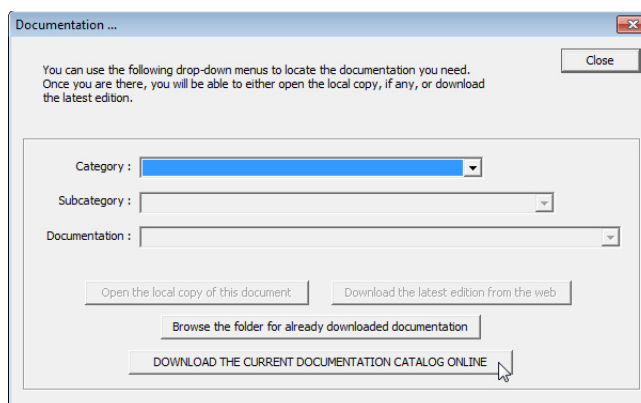 Documentation ...
Close
You can use the following drop-down menus to locate the documentation you need.
Once you are there, you will be able to either open the local copy, if any, or download
the latest edition.
Category :
Subcategory :
Documentation :
Open the local copy of this document
Download the latest edition from the web
Browse the folder for already downloaded documentation
DOWNLOAD THE CURRENT DOCUMENTATION CATALOG ONLINE